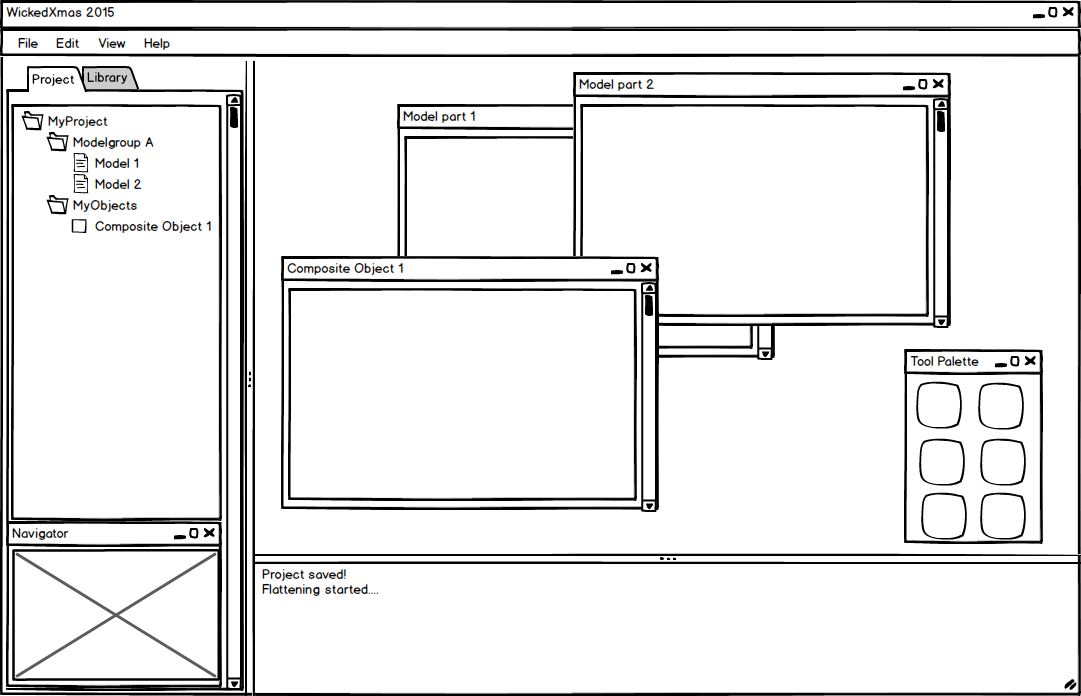 WickedXmas 2015
File Edit View Help
Project Library
MyProject
Modelgroup A
Model 1
Model 2
MyObjects
Composite Object 1
Navigator
Model part 1
Model part 2
Composite Object 1
Tool Palette
Project saved!
Flattening started....